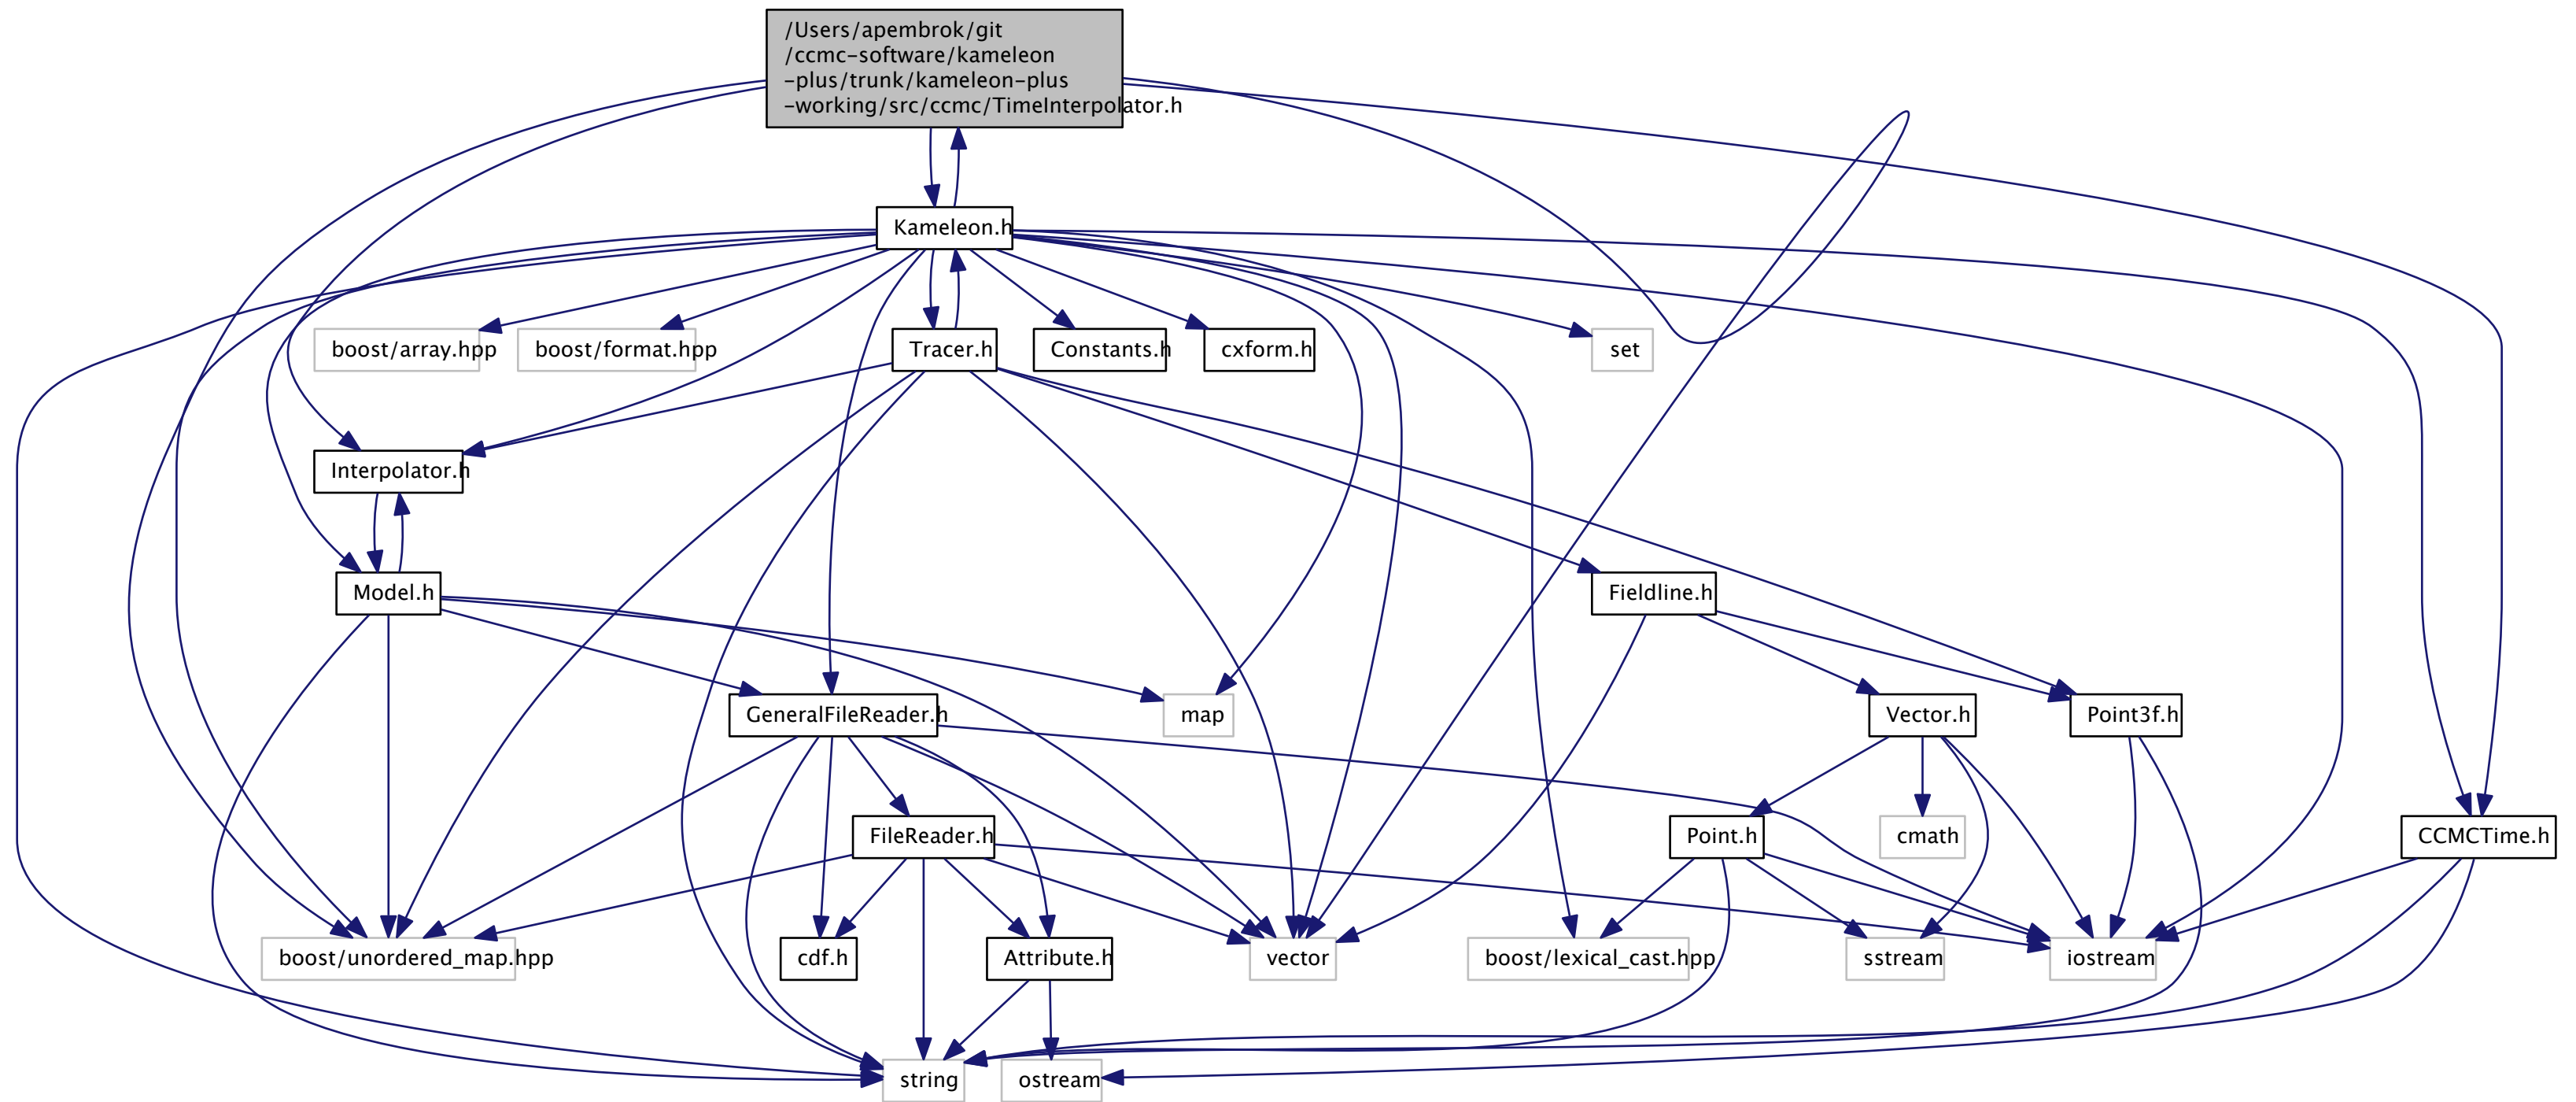 /Users/apembrok/git
/ccmc-software/kameleon
-plus/trunk/kameleon-plus
-working/src/ccmc/TimeInterpolator.h
Kameleon.h
boost/array.hpp
boost/format.hpp
Tracer.h
Constants.h
cxform.h
set
Interpolator.h
Model.h
Fieldline.h
GeneralFileReader.h
map
Vector.h
Point3f.h
FileReader.h
Point.h
cmath
CCMCTime.h
boost/unordered_map.hpp
cdf.h
Attribute.h
vector
boost/lexical_cast.hpp
sstream
iostream
string
ostream